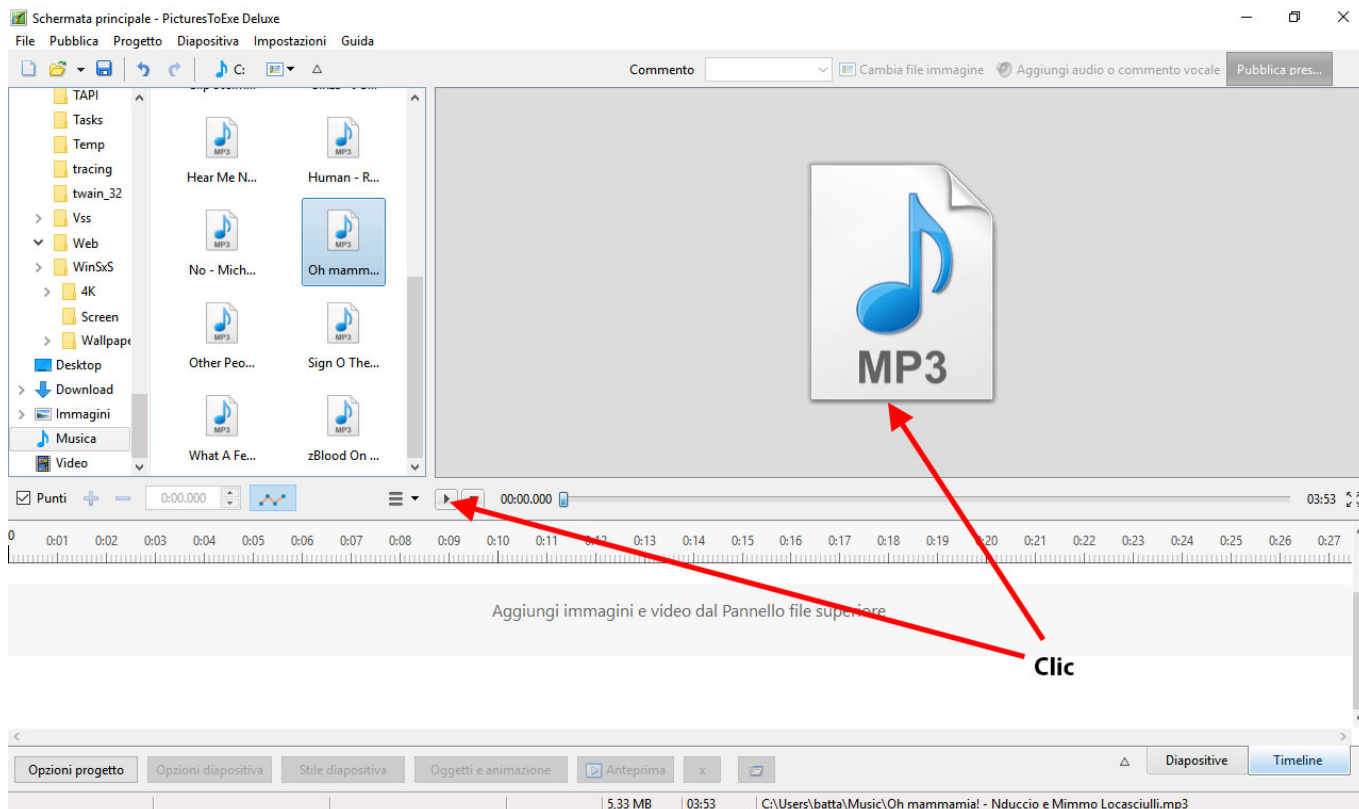 Schermata principale - PicturesToExe Deluxe
File Pubblica Progetto Diapositiva Impostazioni Guida
C:
Commento
Cambia file immagine
Aggiungi audio o commento vocale
Pubblica pres...
TAPI
Tasks
Temp
tracing
twain_32
Vss
Web
WinSxS
4K
Screen
Wallpape
Desktop
Download
Immagini
Musica
Video
MP3 MP3
Hear Me N... Human - R...
MP3 MP3
No - Mich... Oh mamm...
MP3 MP3
Other Peo... Sign O The...
MP3 MP3
What A Fe... zBlood On ...
MP3
Punti 0:00.000 00:00.000 03:53
0 0:01 0:02 0:03 0:04 0:05 0:06 0:07 0:08 0:09 0:10 0:11 0:12 0:13 0:14 0:15 0:16 0:17 0:18 0:19 0:20 0:21 0:22 0:23 0:24 0:25 0:26 0:27
Aggiungi immagini e video dal Pannello file superiore
Clic
Opzioni progetto Opzioni diapositiva Stile diapositiva Oggetti e animazione Anteprima x Diapositive Timeline
5.33 MB 03:53 C:\Users\batta\Music\Oh mammamia! - Nduccio e Mimmo Locasciulli.mp3